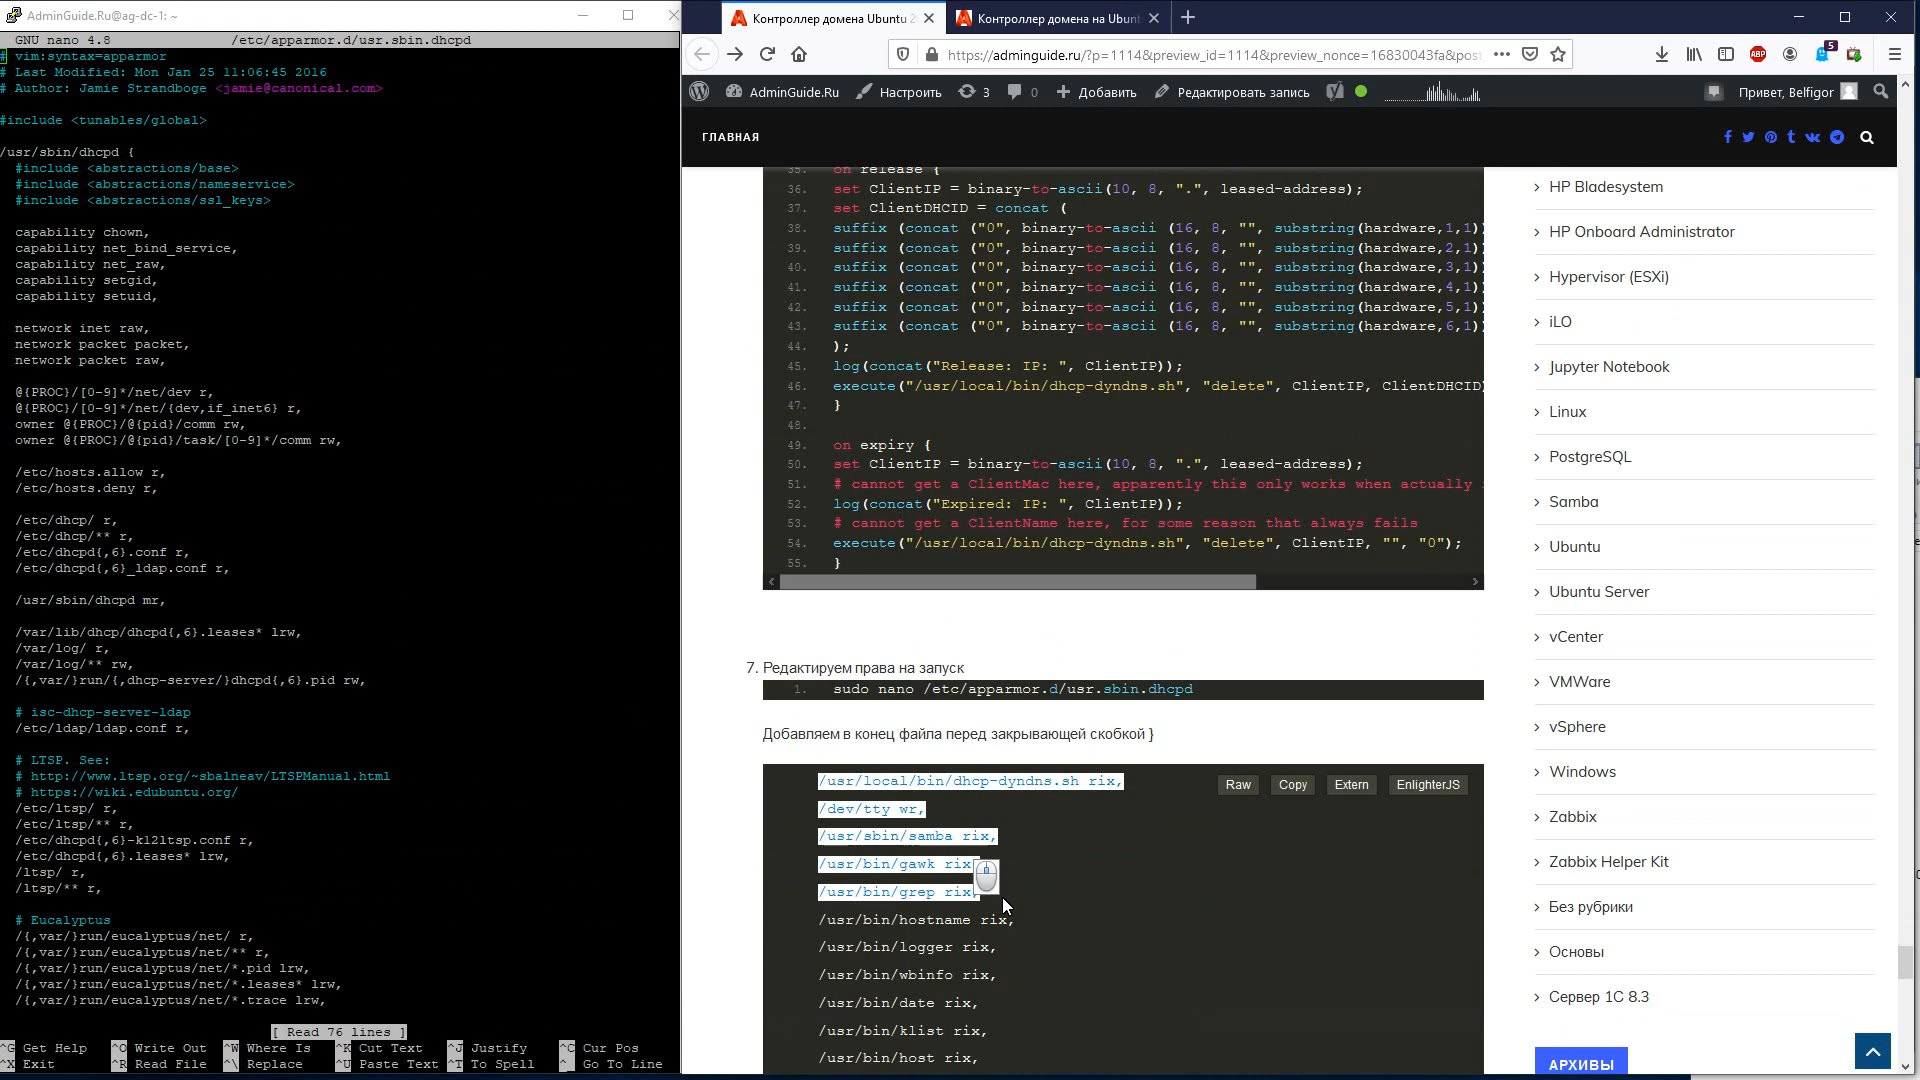 AdminGuide.Ru@ag-dc-1: ~
GNU nano 4.8 /etc/apparmor.d/usr.sbin.dhcpd
# vim:syntax=apparmor
# Last Modified: Mon Jan 25 11:06:45 2016
# Author: Jamie Strandboge <jamie@canonical.com>
#include <tunables/global>
/usr/sbin/dhcpd {
#include <abstractions/base>
#include <abstractions/nameservice>
#include <abstractions/ssl_keys>
capability chown,
capability net_bind_service,
capability net_raw,
capability setgid,
capability setuid,
network inet raw,
network packet packet,
network packet raw,
@{PROC}/[0-9]*/net/dev r,
@{PROC}/[0-9]*/net/{dev,if_inet6} r,
owner @{PROC}/@{pid}/comm rw,
owner @{PROC}/@{pid}/task/[0-9]*/comm rw,
/etc/hosts.allow r,
/etc/hosts.deny r,
/etc/dhcp/ r,
/etc/dhcp/** r,
/etc/dhcpd{,6}.conf r,
/etc/dhcpd{,6}_ldap.conf r,
/usr/sbin/dhcpd mr,
/var/lib/dhcp/dhcpd{,6}.leases* lrw,
/var/log/ r,
/var/log/** rw,
/{,var/}run/{,dhcp-server/}dhcpd{,6}.pid rw,
# isc-dhcp-server-ldap
/etc/ldap/ldap.conf r,
# LTSP. See:
# http://www.ltsp.org/~sbalneav/LTSPManual.html
# https://wiki.edubuntu.org/
/etc/ltsp/ r,
/etc/ltsp/** r,
/etc/dhcpd{,6}-k12ltsp.conf r,
/etc/dhcpd{,6}.leases* lrw,
/ltsp/ r,
/ltsp/** r,
# Eucalyptus
/{,var/}run/eucalyptus/net/ r,
/{,var/}run/eucalyptus/net/** r,
/{,var/}run/eucalyptus/net/*.pid lrw,
/{,var/}run/eucalyptus/net/*.leases* lrw,
/{,var/}run/eucalyptus/net/*.trace lrw,
[ Read 76 lines ]
^G Get Help ^O Write Out ^W Where Is ^K Cut Text ^J Justify ^C Cur Pos
^X Exit ^R Read File ^\ Replace ^U Paste Text ^T To Spell ^_ Go To Line
Контроллер домена Ubuntu 2
Контроллер домена на Ubunt
https://adminguide.ru/?p=1114&preview_id=1114&preview_nonce=16830043fa&post
ABP
5
AdminGuide.Ru Настроить 3 0 Добавить Редактировать запись
Привет, Belfigor
ГЛАВНАЯ
35. on release {
36. set ClientIP = binary-to-ascii(10, 8, ".", leased-address);
37. set ClientDHCID = concat (
38. suffix (concat ("0", binary-to-ascii (16, 8, "", substring(hardware,1,1))
39. suffix (concat ("0", binary-to-ascii (16, 8, "", substring(hardware,2,1))
40. suffix (concat ("0", binary-to-ascii (16, 8, "", substring(hardware,3,1))
41. suffix (concat ("0", binary-to-ascii (16, 8, "", substring(hardware,4,1))
42. suffix (concat ("0", binary-to-ascii (16, 8, "", substring(hardware,5,1))
43. suffix (concat ("0", binary-to-ascii (16, 8, "", substring(hardware,6,1))
44. );
45. log(concat("Release: IP: ", ClientIP));
46. execute("/usr/local/bin/dhcp-dyndns.sh", "delete", ClientIP, ClientDHCID)
47. }
48.
49. on expiry {
50. set ClientIP = binary-to-ascii(10, 8, ".", leased-address);
51. # cannot get a ClientMac here, apparently this only works when actually
52. log(concat("Expired: IP: ", ClientIP));
53. # cannot get a ClientName here, for some reason that always fails
54. execute("/usr/local/bin/dhcp-dyndns.sh", "delete", ClientIP, "", "0");
55. }
7. Редактируем права на запуск
1. sudo nano /etc/apparmor.d/usr.sbin.dhcpd
Добавляем в конец файла перед закрывающей скобкой }
Raw Copy Extern EnlighterJS
/usr/local/bin/dhcp-dyndns.sh rix,
/dev/tty wr,
/usr/sbin/samba rix,
/usr/bin/gawk rix
/usr/bin/grep rix,
/usr/bin/hostname rix,
/usr/bin/logger rix,
/usr/bin/wbinfo rix,
/usr/bin/date rix,
/usr/bin/klist rix,
/usr/bin/host rix,
HP Bladesystem
HP Onboard Administrator
Hypervisor (ESXi)
iLO
Jupyter Notebook
Linux
PostgreSQL
Samba
Ubuntu
Ubuntu Server
vCenter
VMWare
vSphere
Windows
Zabbix
Zabbix Helper Kit
Без рубрики
Основы
Сервер 1С 8.3
АРХИВЫ